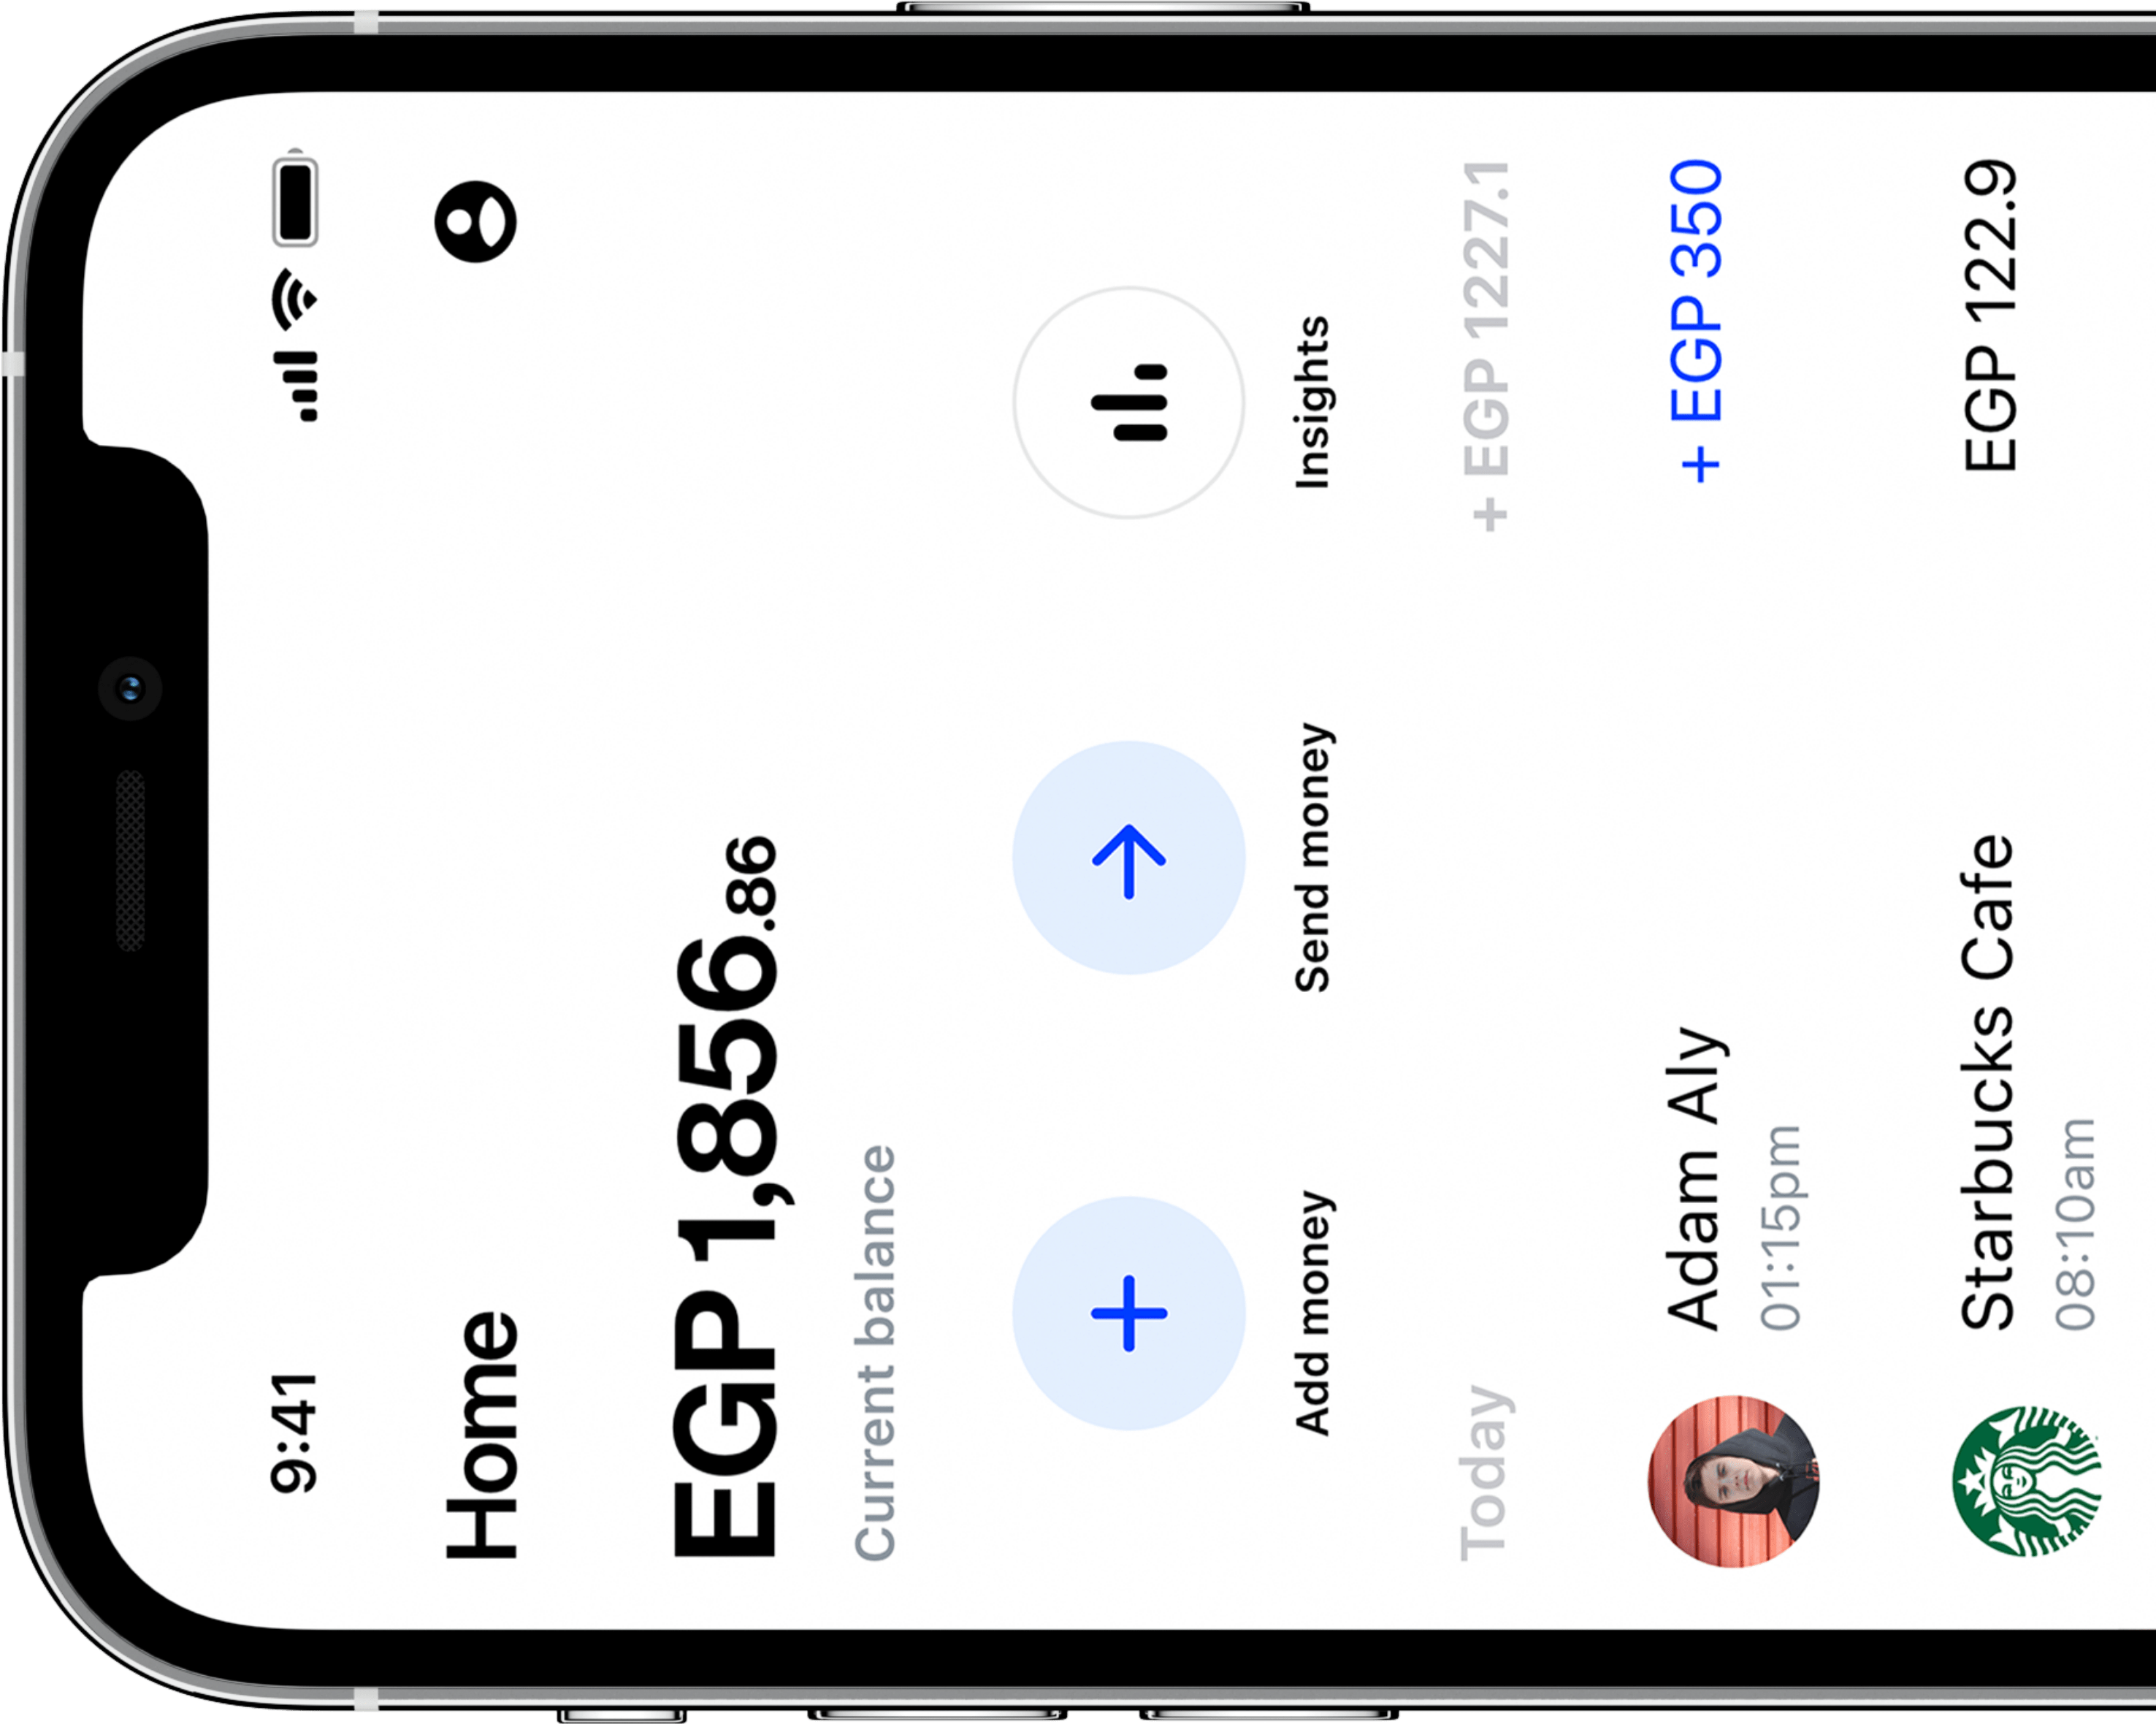 9:41
Home
EGP 1,856.86
Current balance
Add money Send money Insights
Today + EGP 1227.1
Adam Aly + EGP 350
01:15pm
Starbucks Cafe EGP 122.9
08:10am